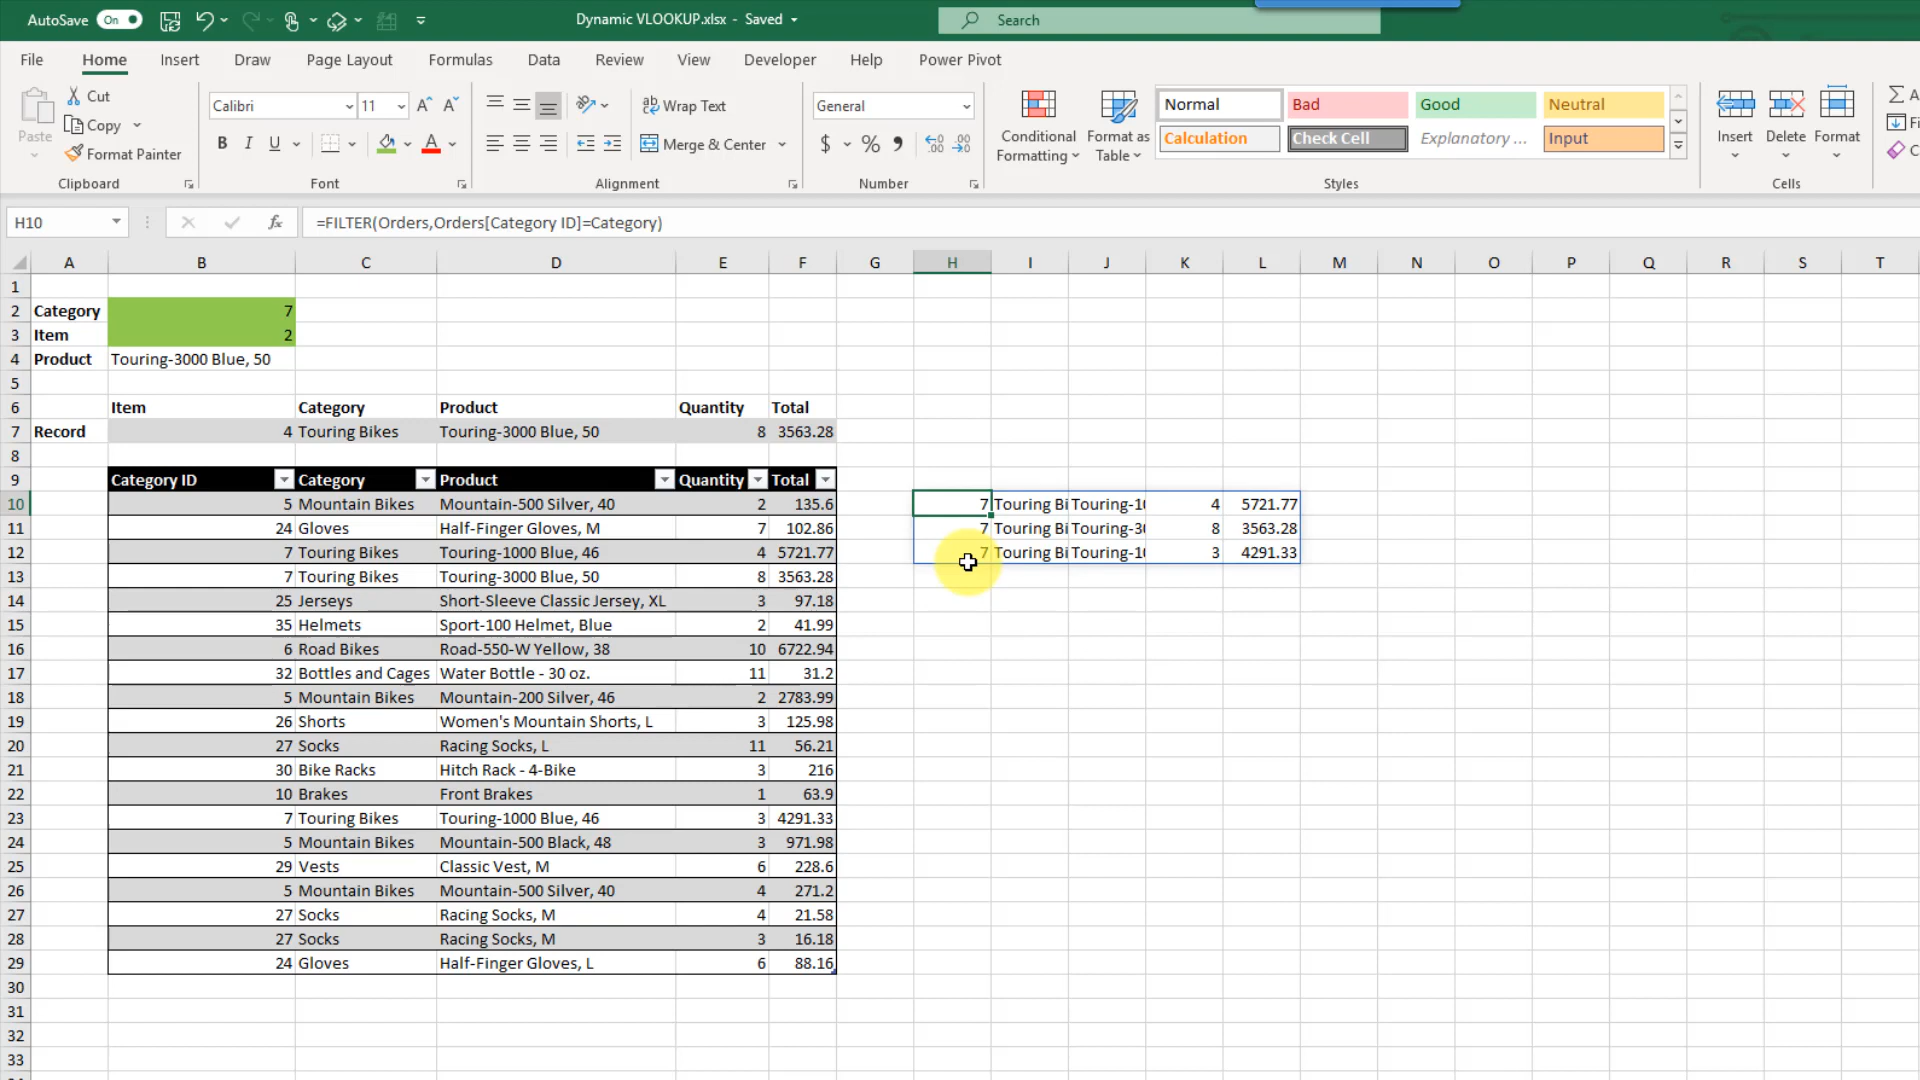 AutoSave On Dynamic VLOOKUP.xlsx - Saved Search
File Home Insert Draw Page Layout Formulas Data Review View Developer Help Power Pivot
Paste
Cut
Copy
Format Painter
Clipboard
Calibri 11
B I U A
Font
Wrap Text
Merge & Center
Alignment
General
$ % 9
Number
Conditional Formatting
Format as Table
Normal Bad Good Neutral
Calculation Check Cell Explanatory ... Input
Styles
Insert Delete Format
Cells
H10 fx =FILTER(Orders,Orders[Category ID]=Category)
A B C D E F G H I J K L M N O P Q R S T
1
2 Category 7
3 Item 2
4 Product Touring-3000 Blue, 50
5
6 Item Category Product Quantity Total
7 Record 4 Touring Bikes Touring-3000 Blue, 50 8 3563.28
8
9 Category ID Category Product Quantity Total
10 5 Mountain Bikes Mountain-500 Silver, 40 2 135.6 7 Touring Bi Touring-10 4 5721.77
11 24 Gloves Half-Finger Gloves, M 7 102.86 7 Touring Bi Touring-30 8 3563.28
12 7 Touring Bikes Touring-1000 Blue, 46 4 5721.77 7 Touring Bi Touring-10 3 4291.33
13 7 Touring Bikes Touring-3000 Blue, 50 8 3563.28
14 25 Jerseys Short-Sleeve Classic Jersey, XL 3 97.18
15 35 Helmets Sport-100 Helmet, Blue 2 41.99
16 6 Road Bikes Road-550-W Yellow, 38 10 6722.94
17 32 Bottles and Cages Water Bottle - 30 oz. 11 31.2
18 5 Mountain Bikes Mountain-200 Silver, 46 2 2783.99
19 26 Shorts Women's Mountain Shorts, L 3 125.98
20 27 Socks Racing Socks, L 11 56.21
21 30 Bike Racks Hitch Rack - 4-Bike 3 216
22 10 Brakes Front Brakes 1 63.9
23 7 Touring Bikes Touring-1000 Blue, 46 3 4291.33
24 5 Mountain Bikes Mountain-500 Black, 48 3 971.98
25 29 Vests Classic Vest, M 6 228.6
26 5 Mountain Bikes Mountain-500 Silver, 40 4 271.2
27 27 Socks Racing Socks, M 4 21.58
28 27 Socks Racing Socks, M 3 16.18
29 24 Gloves Half-Finger Gloves, L 6 88.16
30
31
32
33